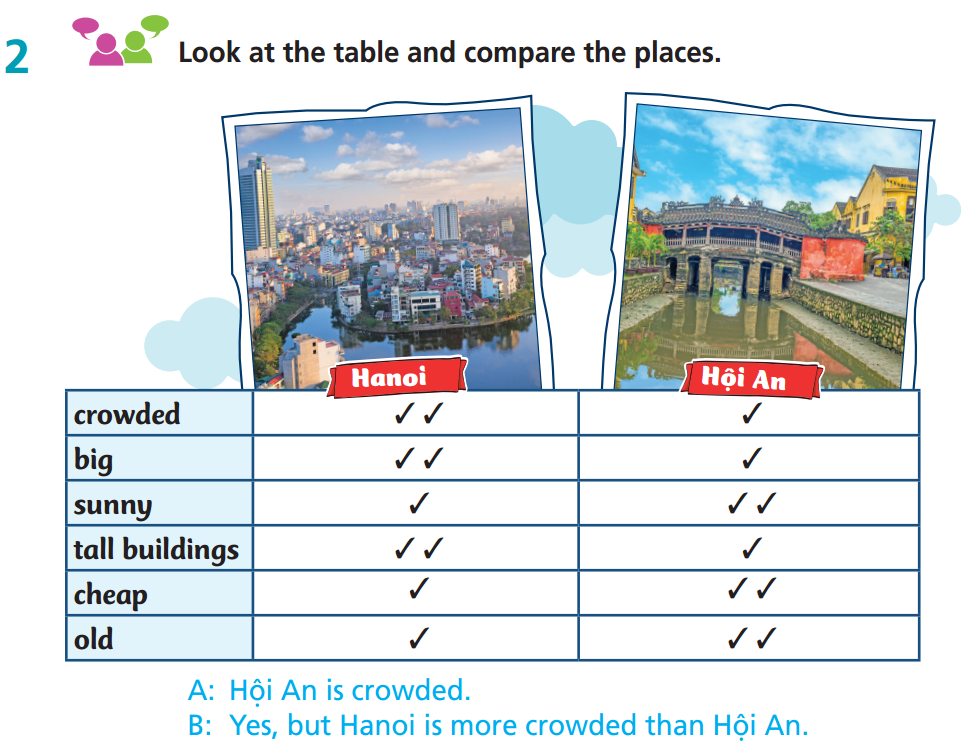 2 Look at the table and compare the places.
Hanoi Hội An
crowded ✓✓ ✓
big ✓✓ ✓
sunny ✓ ✓✓
tall buildings ✓✓ ✓
cheap ✓ ✓✓
old ✓ ✓✓
A: Hội An is crowded.
B: Yes, but Hanoi is more crowded than Hội An.